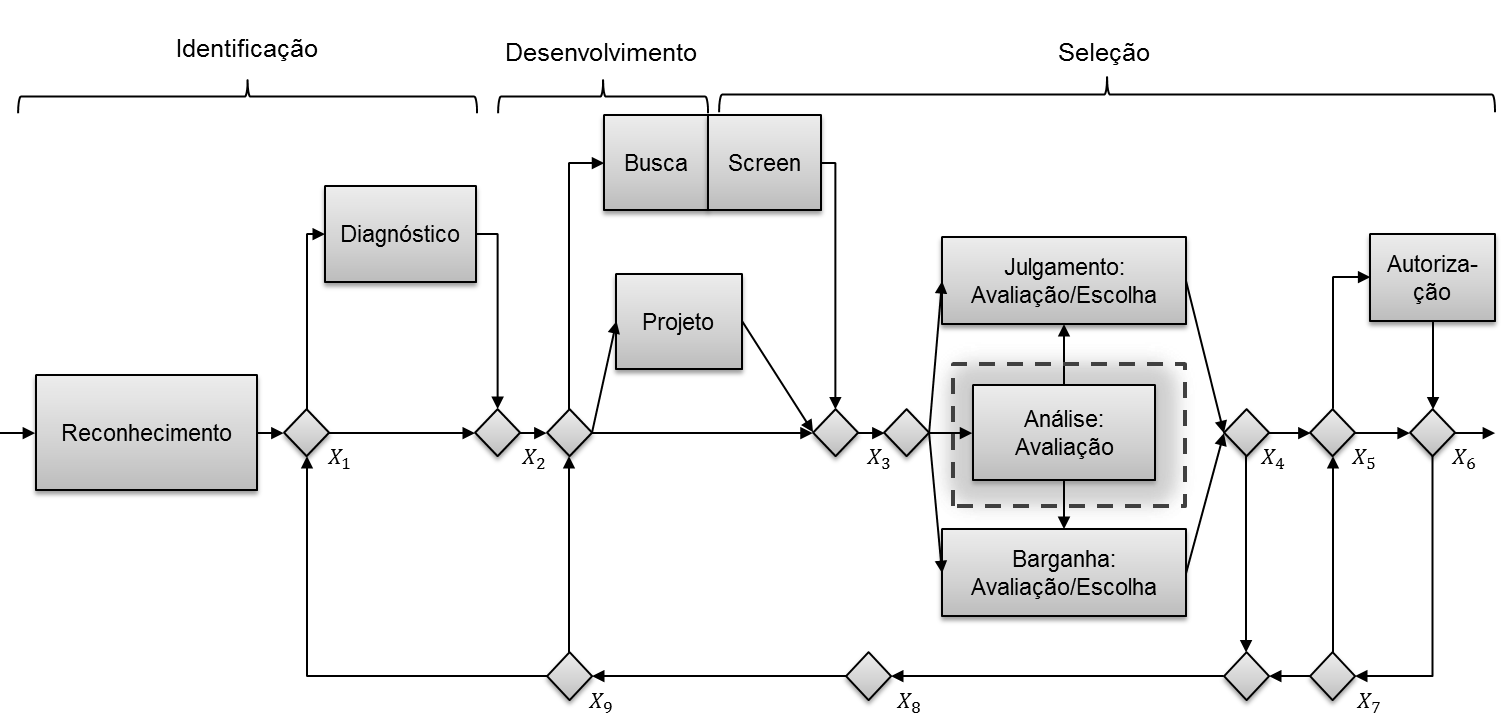 Identificação
Desenvolvimento
Seleção
Busca
Screen
Diagnóstico
Projeto
Julgamento:
Avaliação/Escolha
Autoriza-
ção
Reconhecimento
Análise:
Avaliação
X₁
X₂
X₃
X₄
X₅
X₆
Barganha:
Avaliação/Escolha
X₉
X₈
X₇